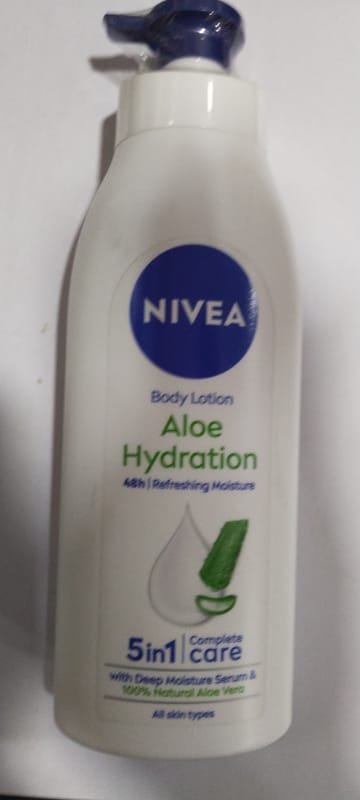 NIVEA
Body Lotion
Aloe
Hydration
48h | Refreshing Moisture
5in1 | Complete care
with Deep Moisture Serum &
100% Natural Aloe Vera
All skin types